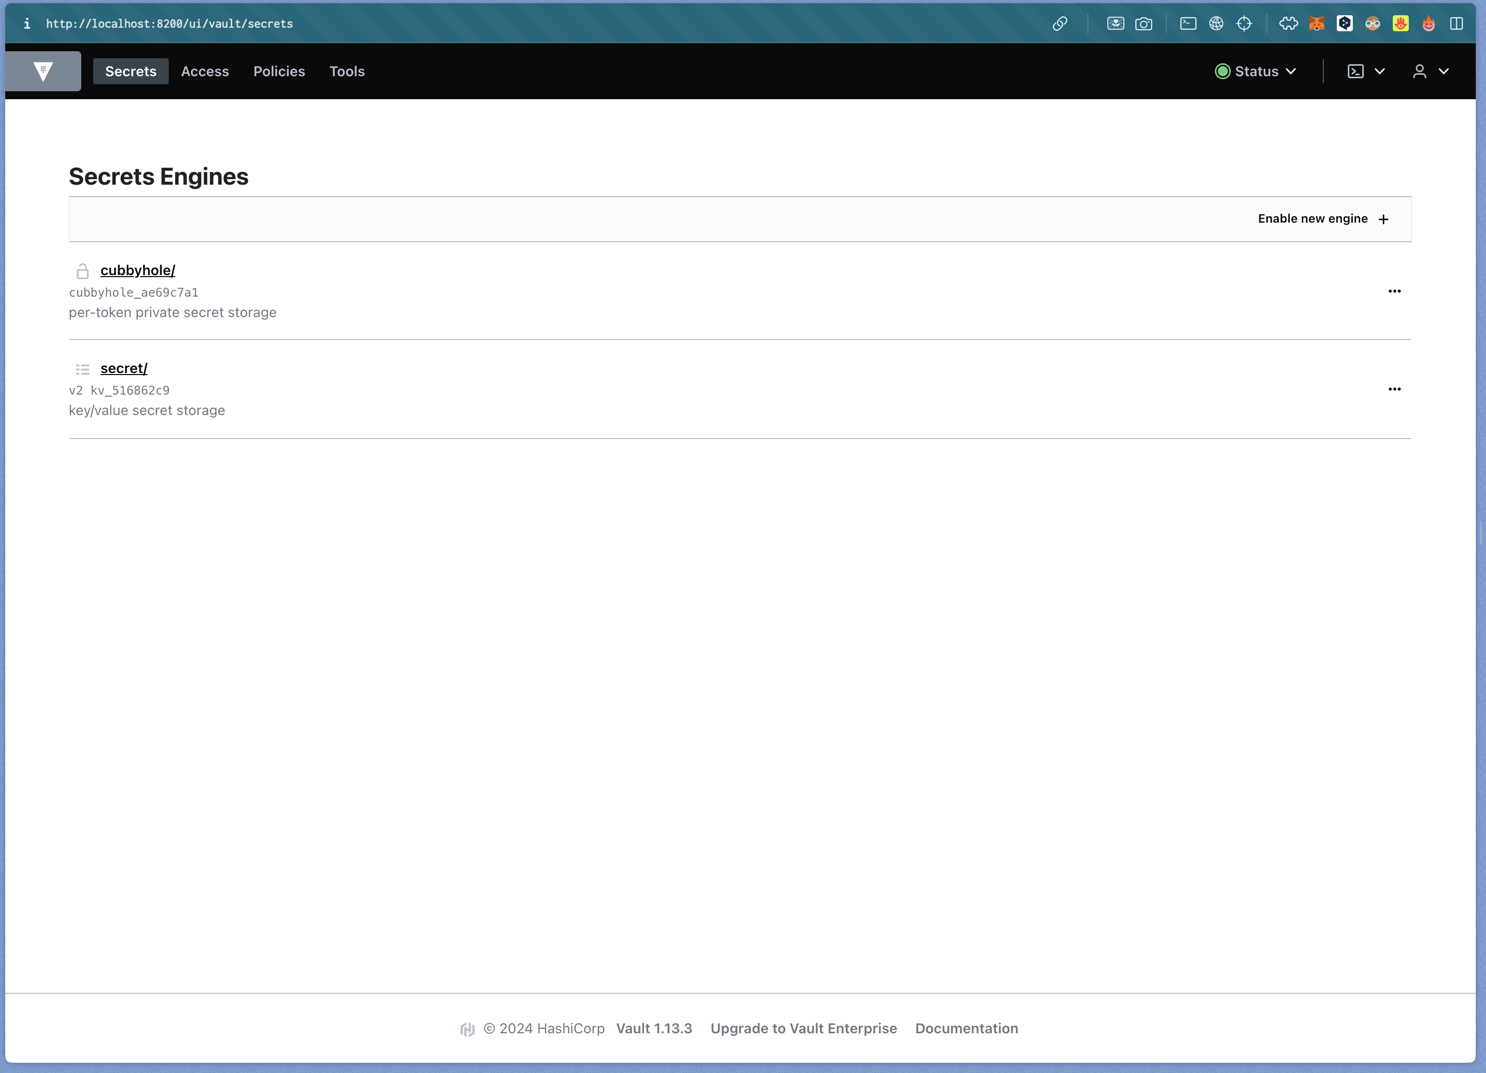 http://localhost:8200/ui/vault/secrets
Secrets Access Policies Tools Status
Secrets Engines
Enable new engine
cubbyhole/
cubbyhole_ae69c7a1
per-token private secret storage
secret/
v2 kv_516862c9
key/value secret storage
© 2024 HashiCorp Vault 1.13.3 Upgrade to Vault Enterprise Documentation